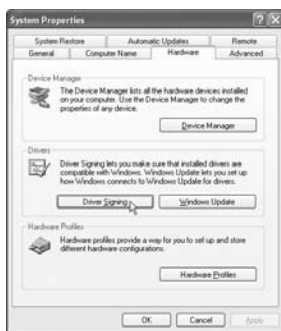 System Properties
System Restore Automatic Updates Remote
General Computer Name Hardware Advanced
Device Manager
The Device Manager lists all the hardware devices installed
on your computer. Use the Device Manager to change the
properties of any device.
Device Manager
Drivers
Driver Signing lets you make sure that installed drivers are
compatible with Windows. Windows Update lets you set up
how Windows connects to Windows Update for drivers.
Driver Signing Windows Update
Hardware Profiles
Hardware profiles provide a way for you to set up and store
different hardware configurations.
Hardware Profiles
OK Cancel Apply